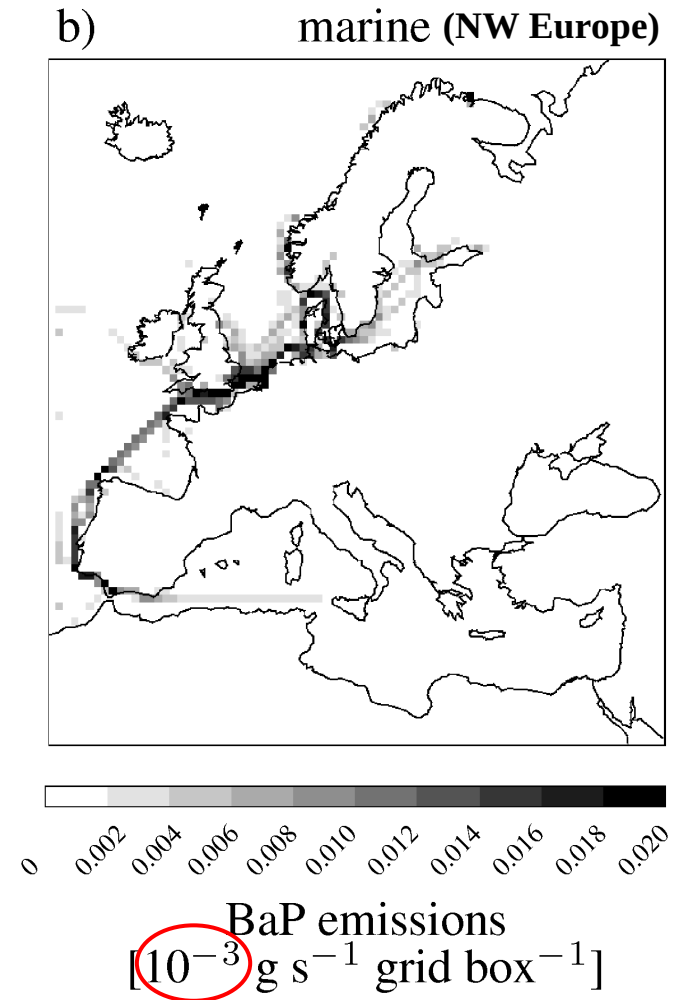 b) marine (NW Europe)
0 0.002 0.004 0.006 0.008 0.010 0.012 0.014 0.016 0.018 0.020
BaP emissions
[10⁻³ g s⁻¹ grid box⁻¹]